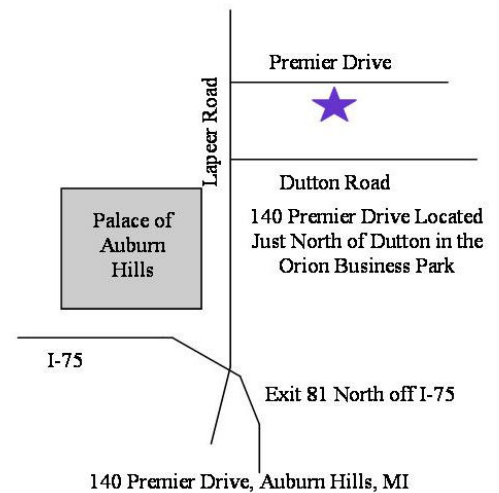 Premier Drive
Lapeer Road
Dutton Road
Palace of
Auburn
Hills
140 Premier Drive Located
Just North of Dutton in the
Orion Business Park
I-75
Exit 81 North off I-75
140 Premier Drive, Auburn Hills, MI